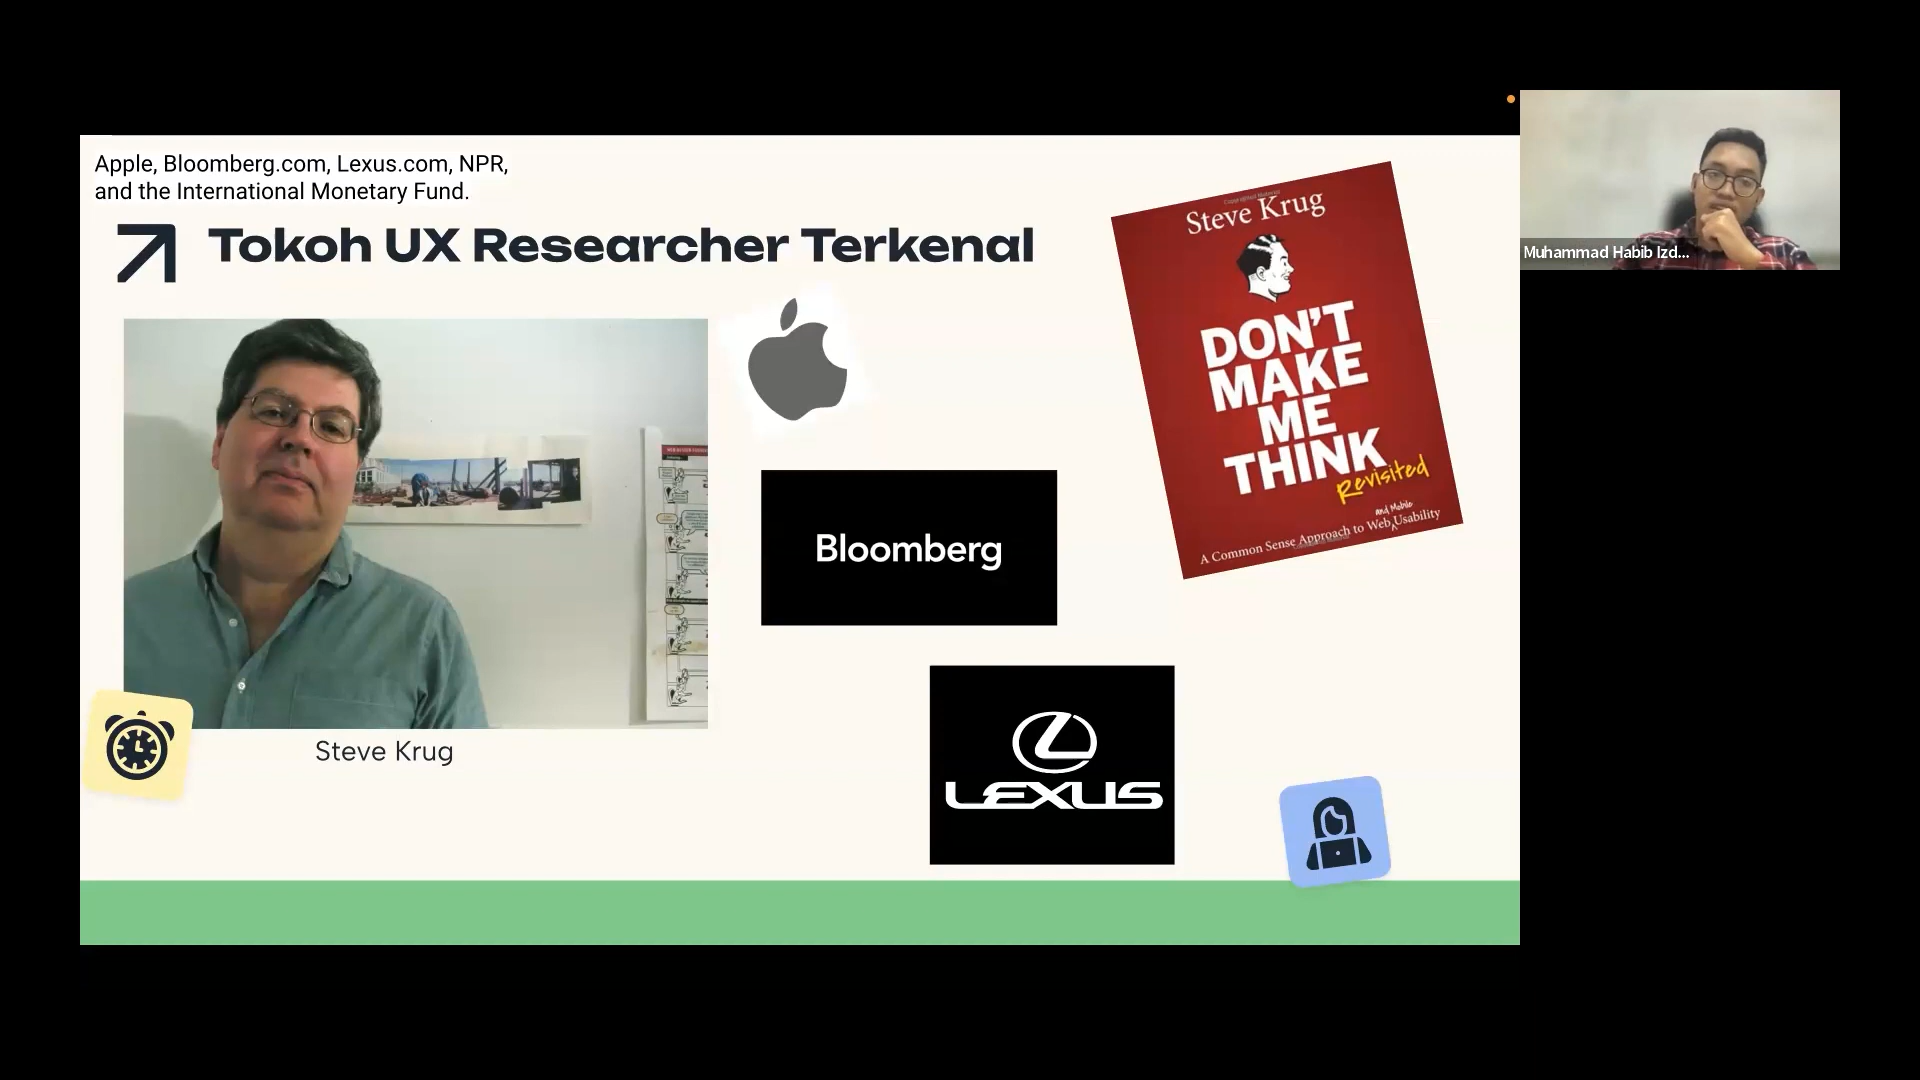 Apple, Bloomberg.com, Lexus.com, NPR,
and the International Monetary Fund.
Tokoh UX Researcher Terkenal
Steve Krug
DON'T
MAKE
ME
THINK
Revisited
and Mobile
A Common Sense Approach to Web Usability
Bloomberg
LEXUS
Steve Krug
Muhammad Habib Izd...